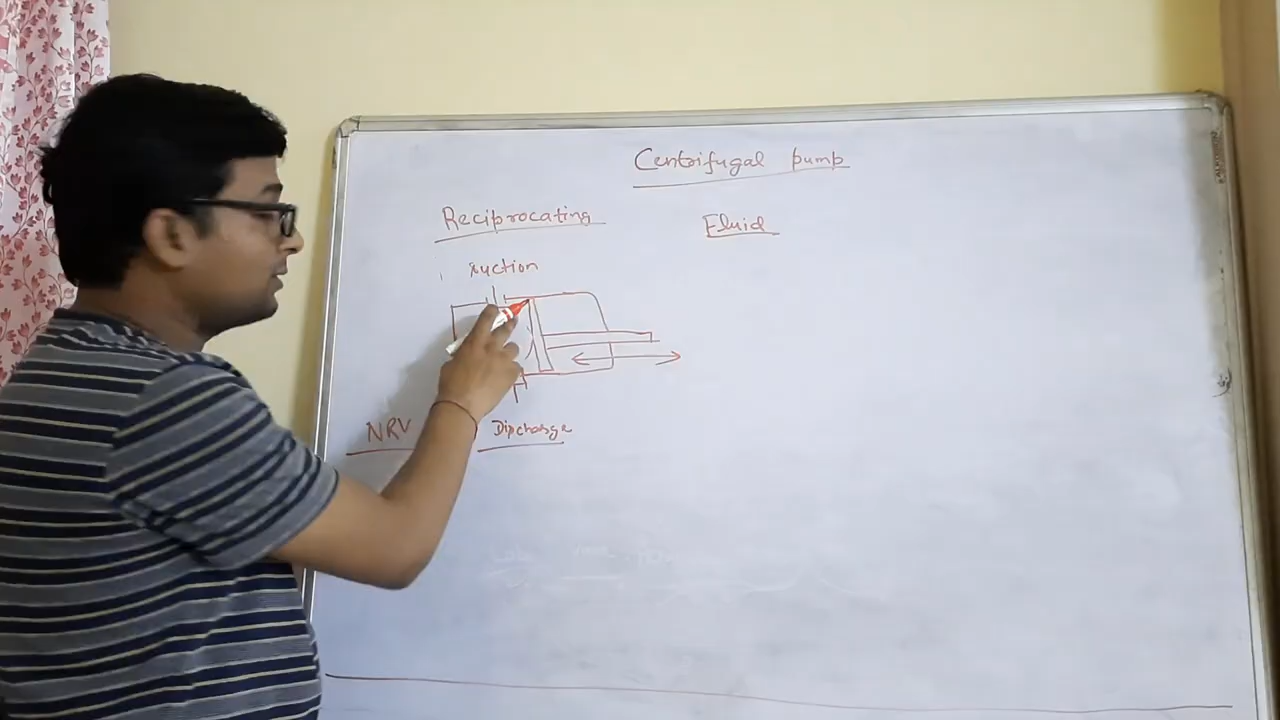 Centrifugal pump
Reciprocating
Fluid
suction
NRV
Discharge